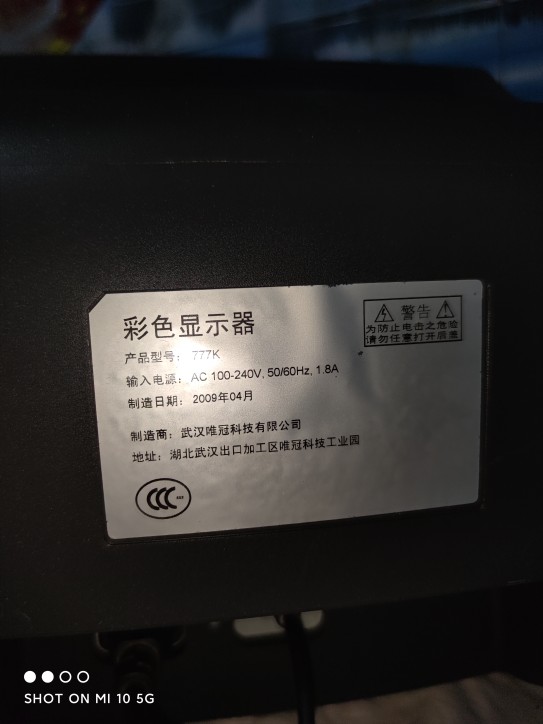 彩色显示器
产品型号: 777K
输入电源: AC 100-240V, 50/60Hz, 1.8A
制造日期: 2009年04月
制造商: 武汉唯冠科技有限公司
地址: 湖北武汉出口加工区唯冠科技工业园
警告
为防止电击之危险
请勿任意打开后盖
CCC
SHOT ON MI 10 5G